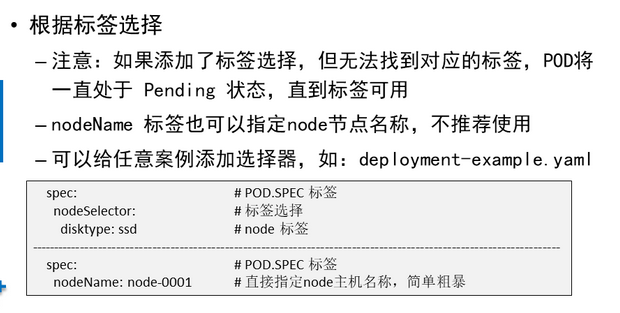 • 根据标签选择
–注意：如果添加了标签选择，但无法找到对应的标签，POD将
一直处于 Pending 状态，直到标签可用
–nodeName 标签也可以指定node节点名称，不推荐使用
–可以给任意案例添加选择器，如：deployment-example.yaml
spec: # POD.SPEC 标签
nodeSelector: # 标签选择
disktype: ssd # node 标签
spec: # POD.SPEC 标签
nodeName: node-0001 # 直接指定node主机名称，简单粗暴